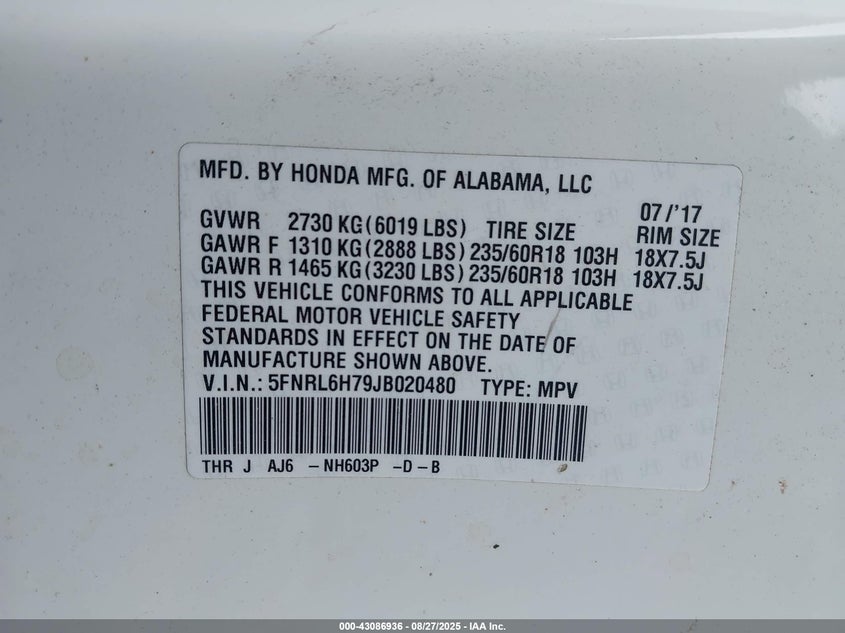 MFD. BY HONDA MFG. OF ALABAMA, LLC
07/'17
GVWR 2730 KG(6019 LBS) TIRE SIZE RIM SIZE
GAWR F 1310 KG(2888 LBS) 235/60R18 103H 18X7.5J
GAWR R 1465 KG(3230 LBS) 235/60R18 103H 18X7.5J
THIS VEHICLE CONFORMS TO ALL APPLICABLE
FEDERAL MOTOR VEHICLE SAFETY
STANDARDS IN EFFECT ON THE DATE OF
MANUFACTURE SHOWN ABOVE.
V.I.N.: 5FNRL6H79JB020480 TYPE: MPV
THR J AJ6 -NH603P -D-B
000-43086936 - 08/27/2025 - IAA Inc.